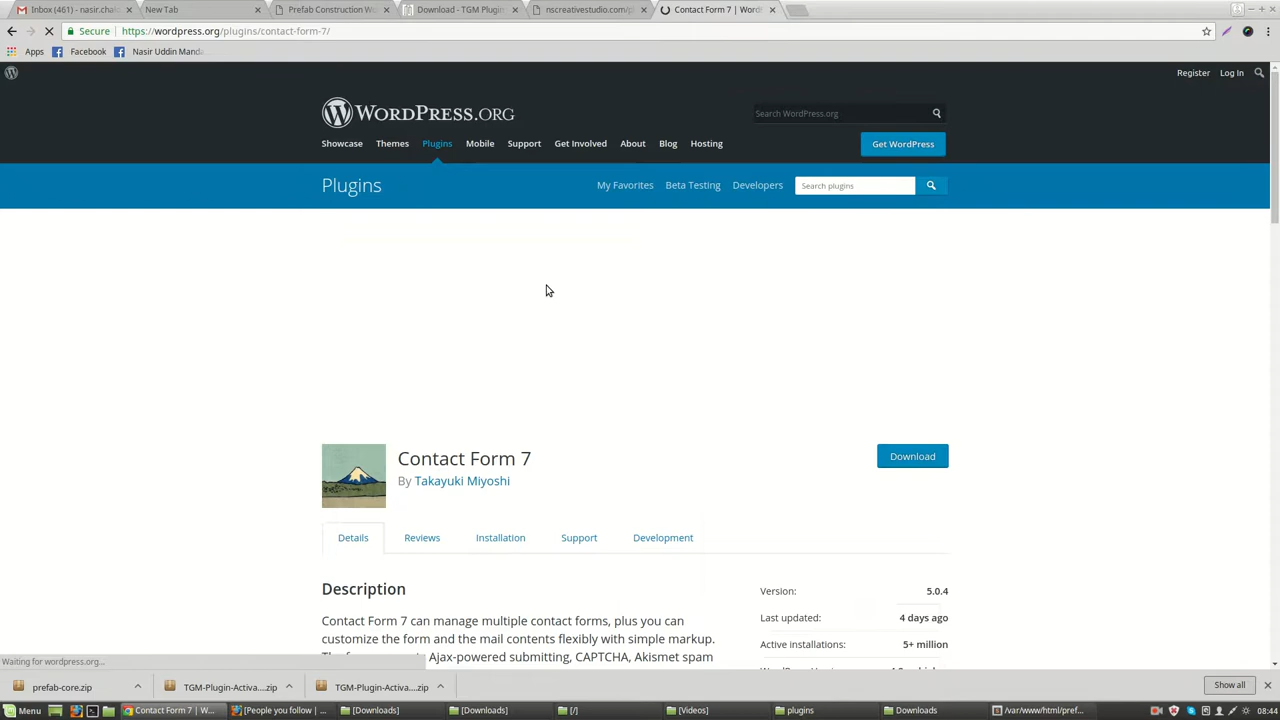 Inbox (461) - nasir.chak
New Tab
Prefab Construction Wo
Download - TGM Plugin
nscreativestudio.com/p
Contact Form 7 | Word
Secure
https://wordpress.org/plugins/contact-form-7/
Apps Facebook Nasir Uddin Manda
Register Log In
WORDPRESS.ORG
Search WordPress.org
Showcase Themes Plugins Mobile Support Get Involved About Blog Hosting
Get WordPress
Plugins
My Favorites Beta Testing Developers
Search plugins
Contact Form 7
Download
By Takayuki Miyoshi
Details Reviews Installation Support Development
Description
Version: 5.0.4
Contact Form 7 can manage multiple contact forms, plus you can
Last updated: 4 days ago
customize the form and the mail contents flexibly with simple markup.
Active installations: 5+ million
Ajax-powered submitting, CAPTCHA, Akismet spam
Waiting for wordpress.org...
prefab-core.zip
TGM-Plugin-Activa....zip
TGM-Plugin-Activa....zip
Show all
Menu
Contact Form 7 | W...
[People you follow | ...
[Downloads]
[Downloads]
[/]
[Videos]
plugins
Downloads
/var/www/html/pref...
08:44